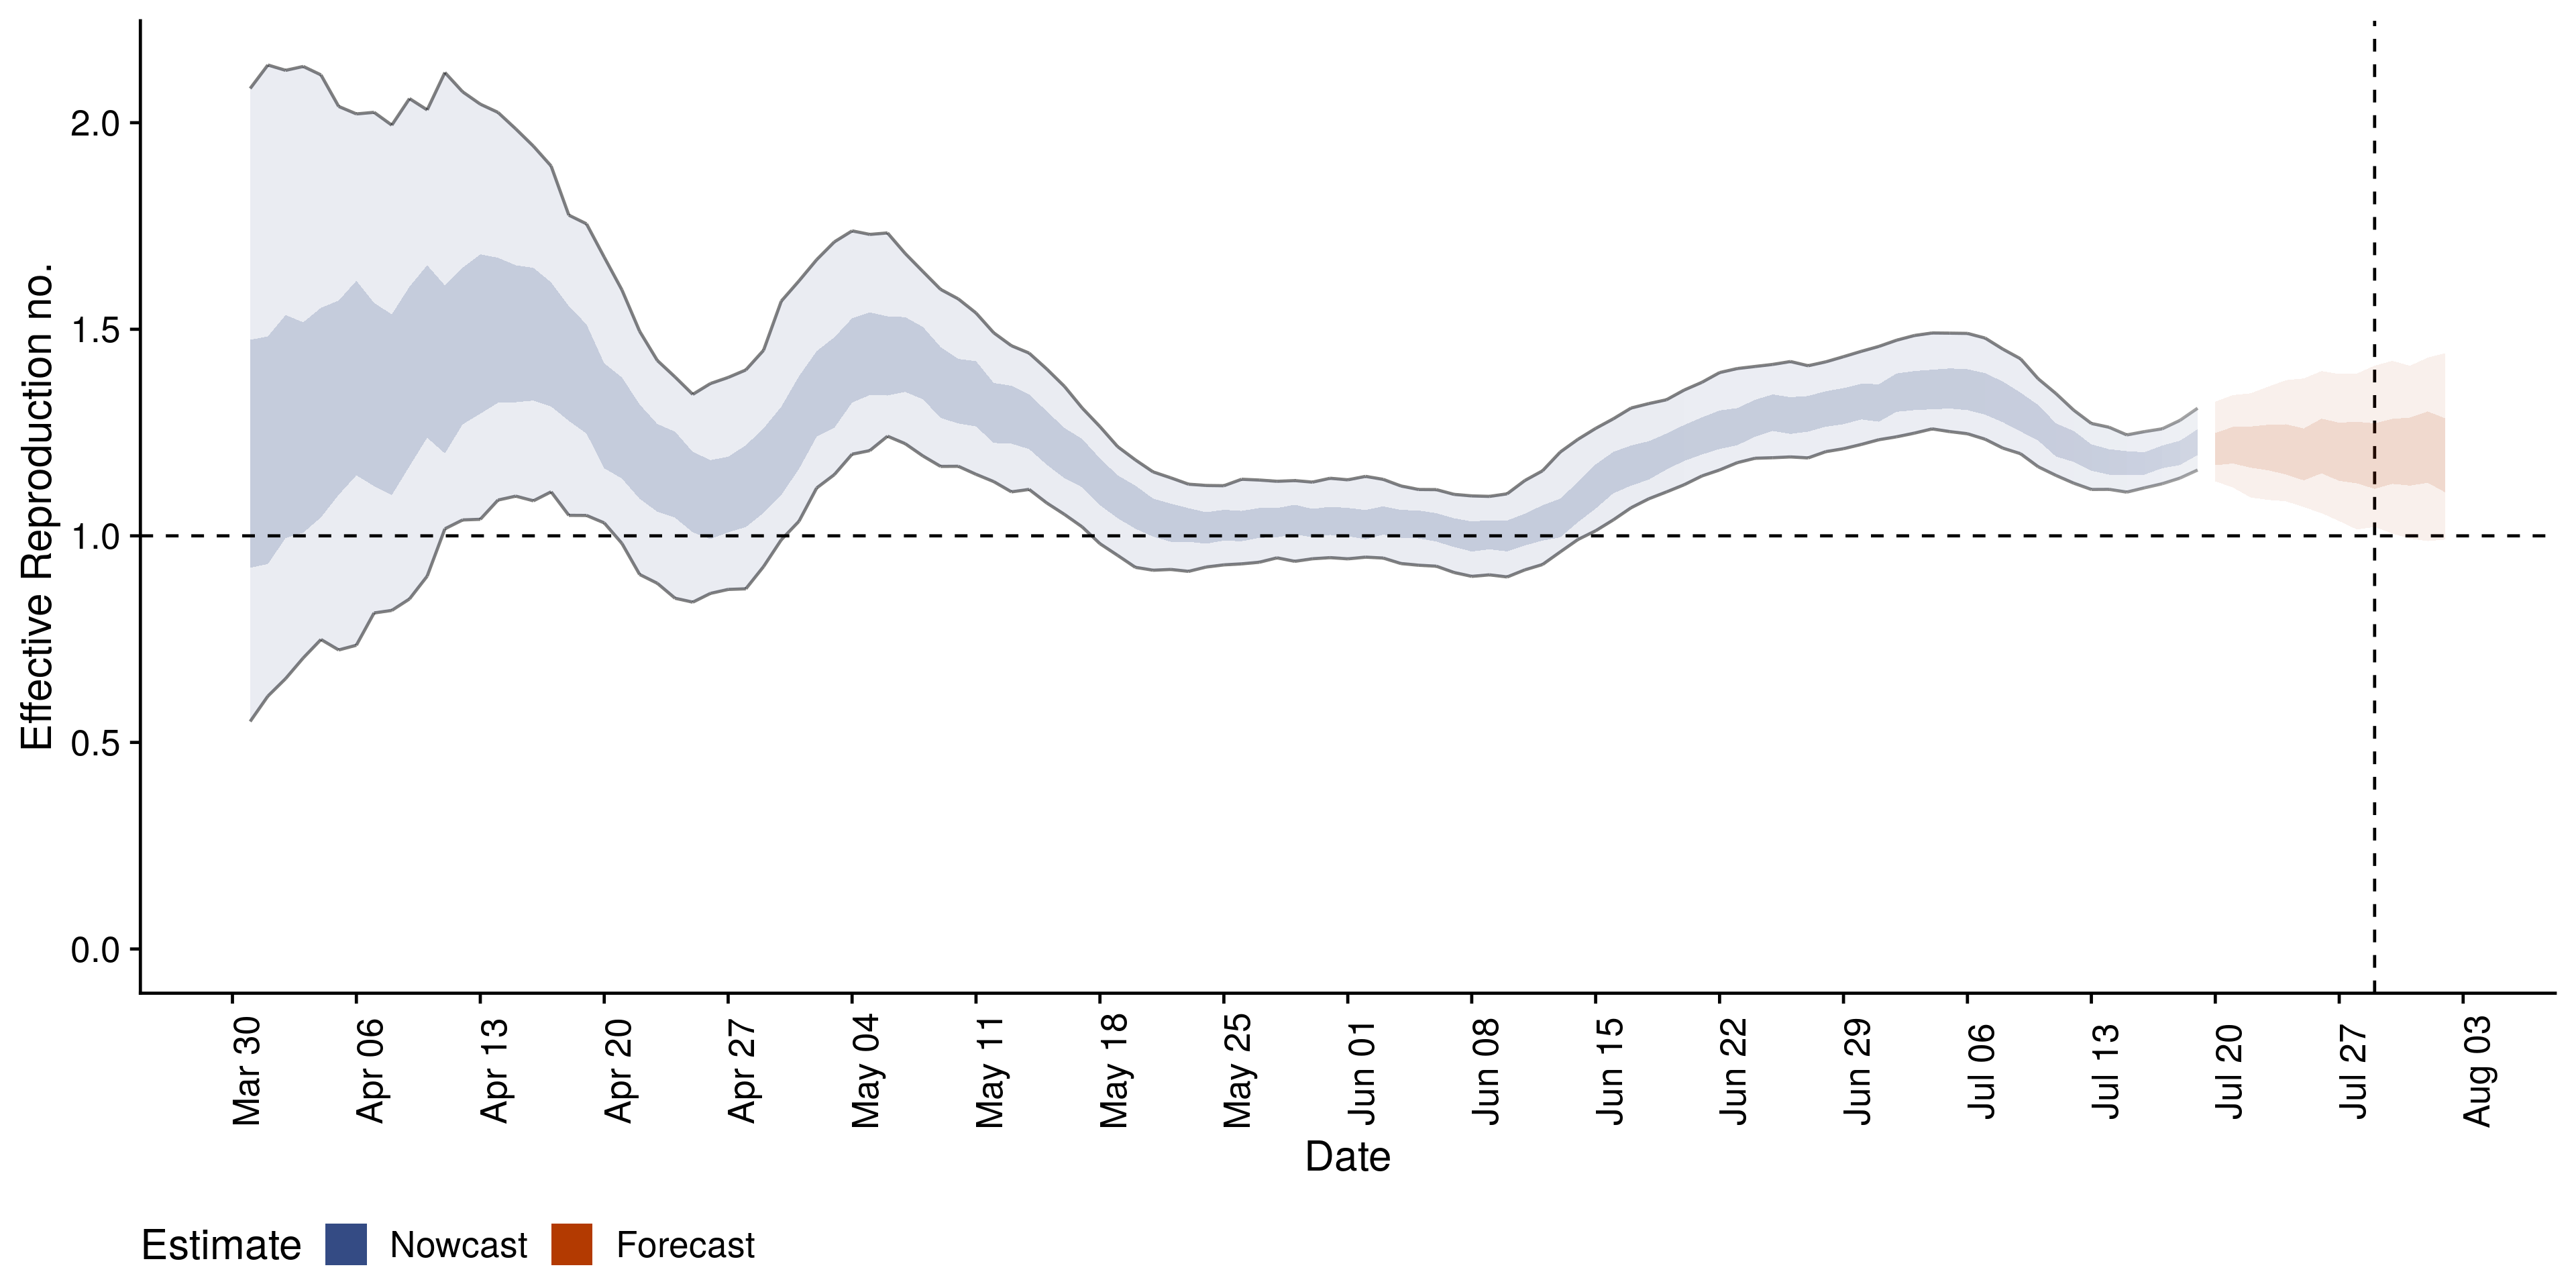 Effective Reproduction no.
2.0
1.5
1.0
0.5
0.0
Mar 30
Apr 06
Apr 13
Apr 20
Apr 27
May 04
May 11
May 18
May 25
Jun 01
Jun 08
Jun 15
Jun 22
Jun 29
Jul 06
Jul 13
Jul 20
Jul 27
Aug 03
Date
Estimate Nowcast Forecast